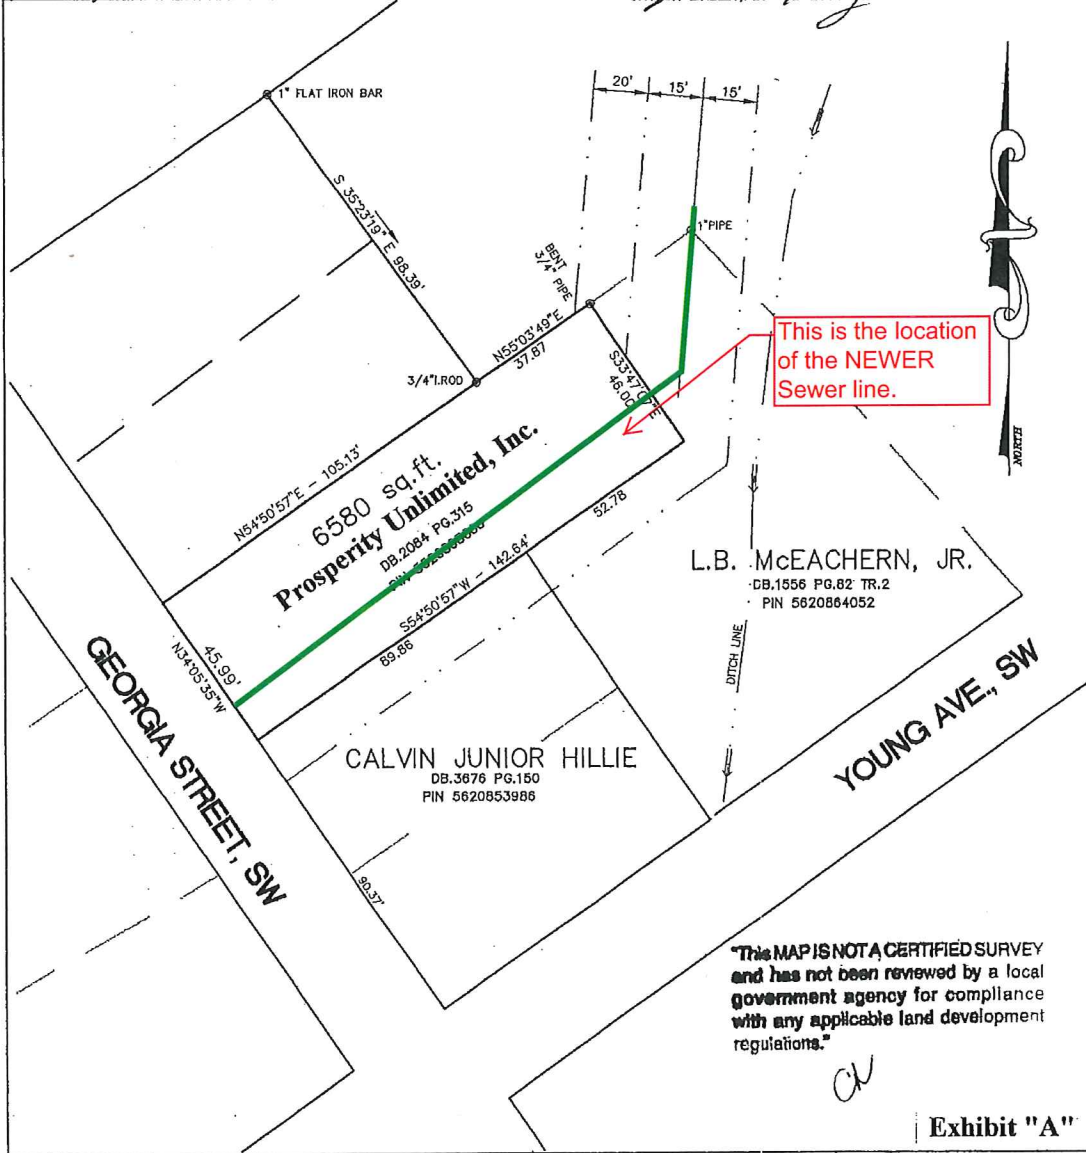 20' 15' 15'
1" FLAT IRON BAR
S 35°23'19" E 98.39'
1"PIPE
BENT
3/4" PIPE
N55°03'49"E
37.87
3/4"I.ROD
S33°47'07"E
46.00
This is the location
of the NEWER
Sewer line.
NORTH
N54°50'57"E - 105.13'
6580 sq.ft.
Prosperity Unlimited, Inc.
DB.2084 PG.315
PIN
S54°50'57"W - 142.64'
52.78
89.86
45.99'
N34°05'35"W
L.B. McEACHERN, JR.
DB.1556 PG.82 TR.2
PIN 5620864052
DITCH LINE
GEORGIA STREET, SW
CALVIN JUNIOR HILLIE
DB.3676 PG.150
PIN 5620853986
YOUNG AVE., SW
90.37'
"This MAP IS NOT A CERTIFIED SURVEY
and has not been reviewed by a local
government agency for compliance
with any applicable land development
regulations."
Exhibit "A"